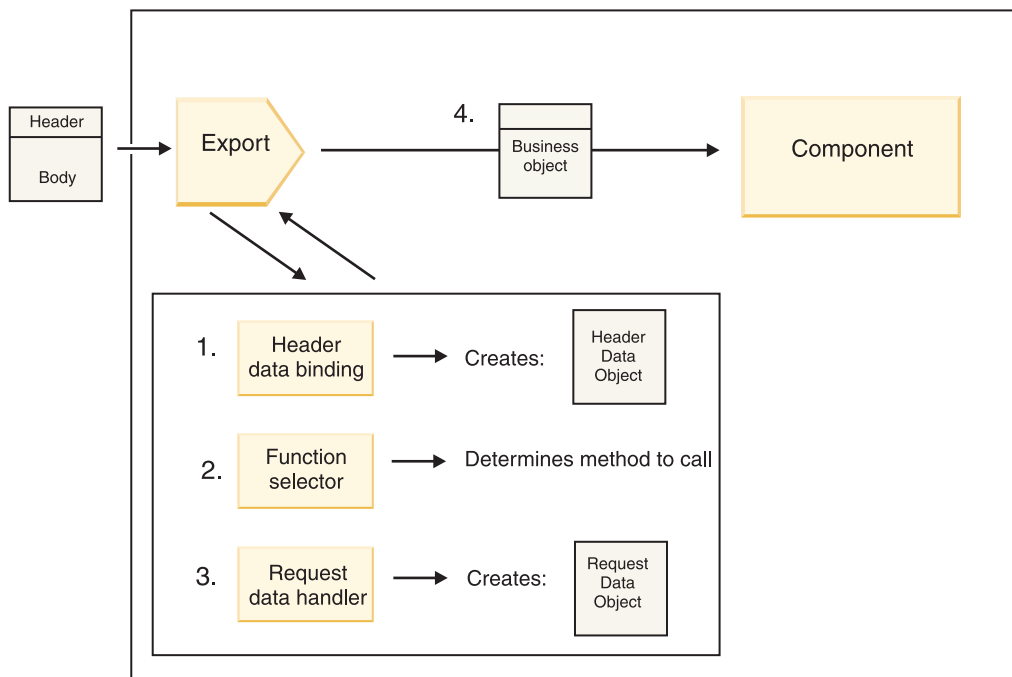 Header
Body
Export
4.
Business
object
Component
1.
Header
data binding
Creates:
Header
Data
Object
2.
Function
selector
Determines method to call
3.
Request
data handler
Creates:
Request
Data
Object